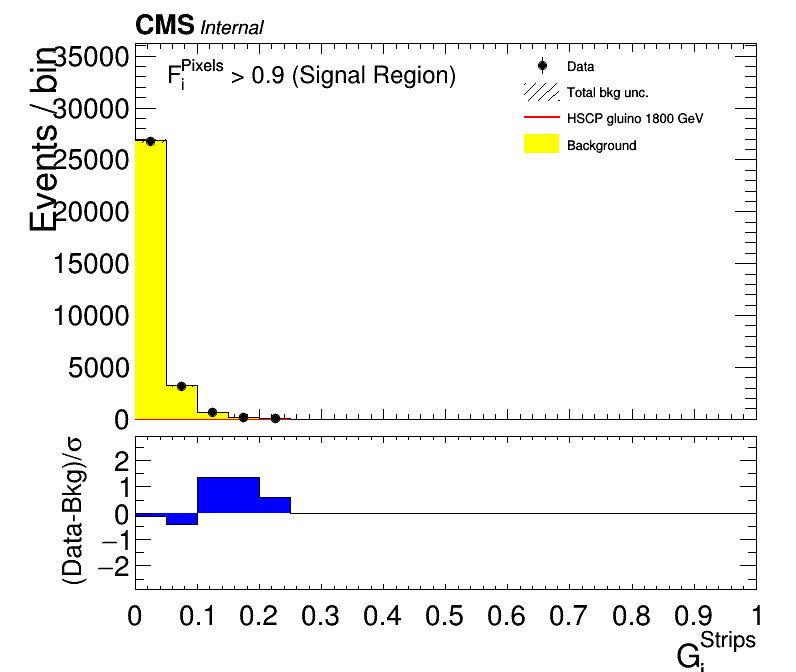 CMS Internal
F_i^Pixels > 0.9 (Signal Region)
Data
Total bkg unc.
HSCP gluino 1800 GeV
Background
Events / bin
35000
30000
25000
20000
15000
10000
5000
0
(Data-Bkg)/σ
2
1
0
−1
−2
0 0.1 0.2 0.3 0.4 0.5 0.6 0.7 0.8 0.9 1
G_i^Strips